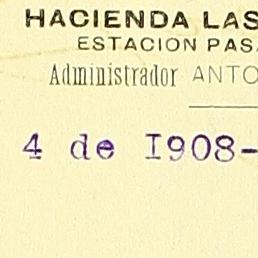 HACIENDA LAS
ESTACION PAS
Administrador ANTO
4 de I908-